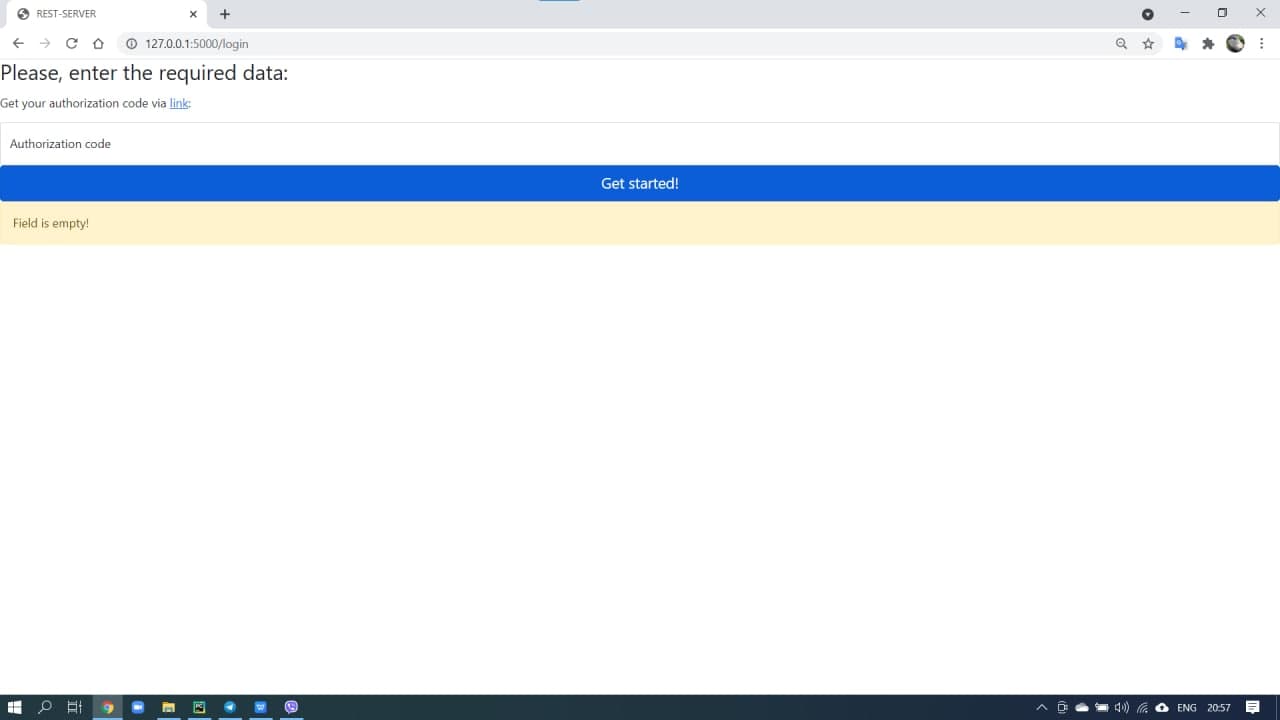 REST-SERVER
127.0.0.1:5000/login
Please, enter the required data:
Get your authorization code via link:
Authorization code
Get started!
Field is empty!
ENG
20:57